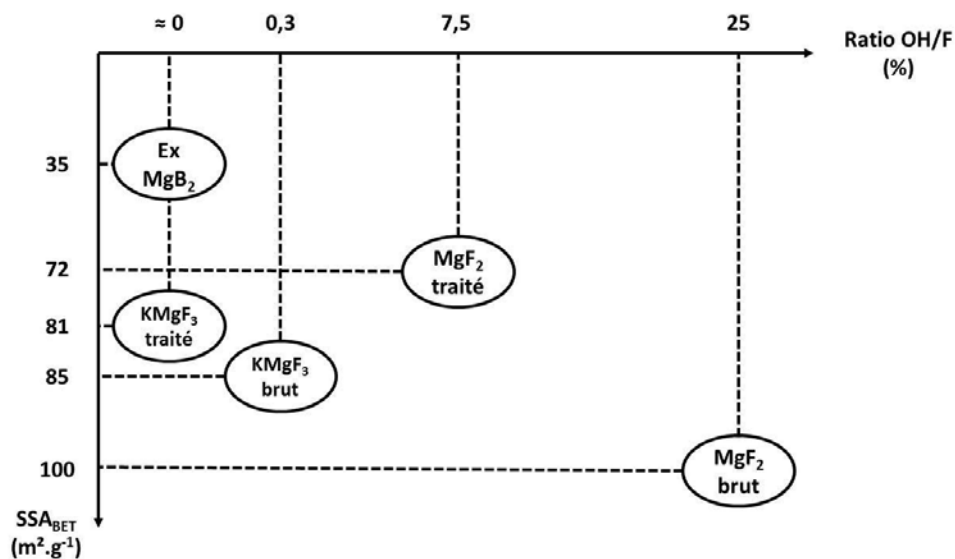 ≈ 0 0,3 7,5 25
Ratio OH/F
(%)
35
Ex
MgB₂
72
MgF₂
traité
81
KMgF₃
traité
85
KMgF₃
brut
100
MgF₂
brut
SSA_BET
(m².g⁻¹)